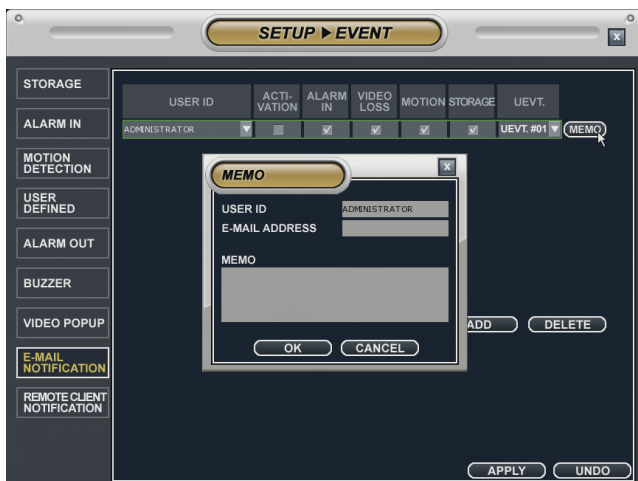 SETUP ▶ EVENT
X
STORAGE
ALARM IN
MOTION
DETECTION
USER
DEFINED
ALARM OUT
BUZZER
VIDEO POPUP
E-MAIL
NOTIFICATION
REMOTE CLIENT
NOTIFICATION
USER ID
ACTI-
VATION
ALARM
IN
VIDEO
LOSS
MOTION
STORAGE
UEVT.
ADMINISTRATOR
UEVT. #01
MEMO
MEMO
X
USER ID
ADMINISTRATOR
E-MAIL ADDRESS
MEMO
OK
CANCEL
ADD
DELETE
APPLY
UNDO